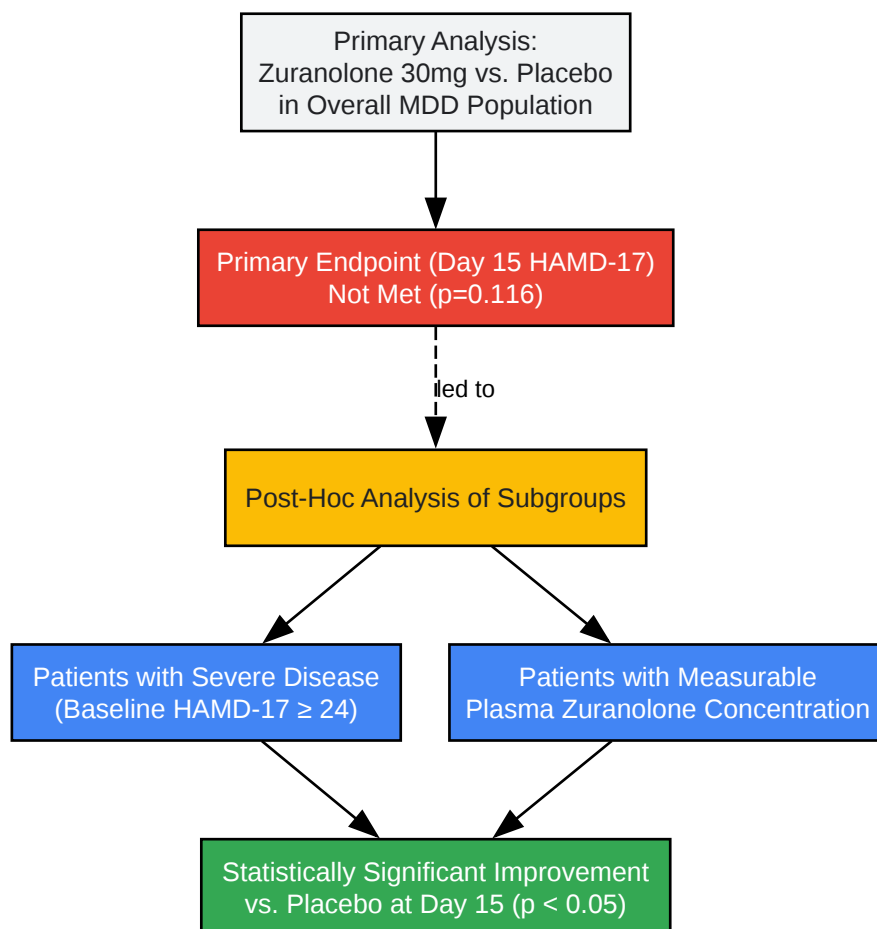 Primary Analysis:
Zuranolone 30mg vs. Placebo
in Overall MDD Population
Primary Endpoint (Day 15 HAMD-17)
Not Met (p=0.116)
led to
Post-Hoc Analysis of Subgroups
Patients with Severe Disease
(Baseline HAMD-17 ≥ 24)
Patients with Measurable
Plasma Zuranolone Concentration
Statistically Significant Improvement
vs. Placebo at Day 15 (p < 0.05)